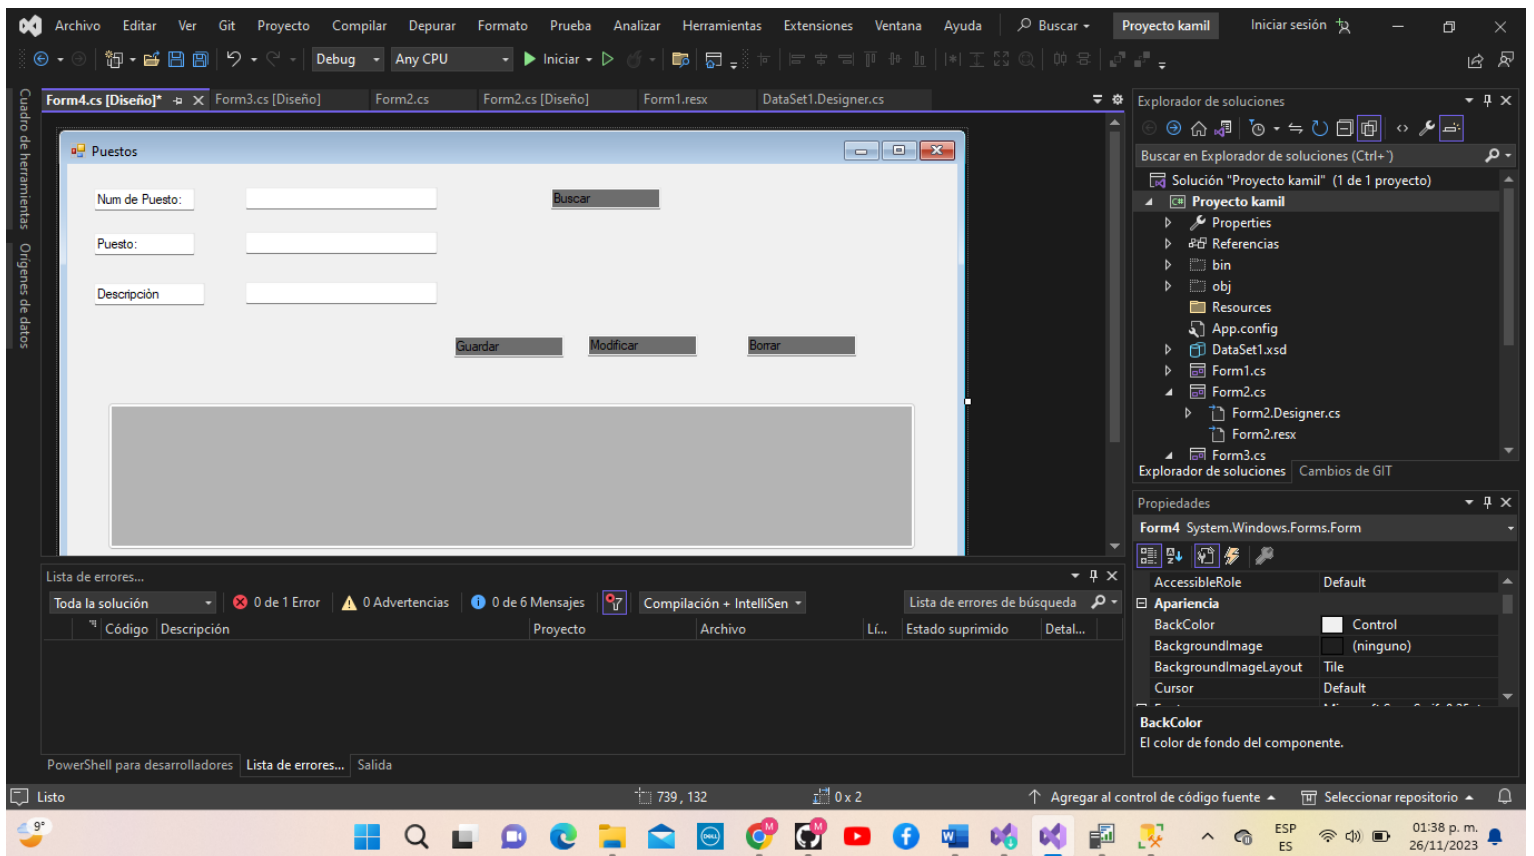 Archivo Editar Ver Git Proyecto Compilar Depurar Formato Prueba Analizar Herramientas Extensiones Ventana Ayuda Buscar Proyecto kamil Iniciar sesión
Debug Any CPU Iniciar
Cuadro de herramientas
Orígenes de datos
Form4.cs [Diseño]* Form3.cs [Diseño] Form2.cs Form2.cs [Diseño] Form1.resx DataSet1.Designer.cs
Puestos
Num de Puesto: Buscar
Puesto:
Descripción
Guardar Modificar Borrar
Explorador de soluciones
Buscar en Explorador de soluciones (Ctrl+`)
Solución "Proyecto kamil" (1 de 1 proyecto)
Proyecto kamil
Properties
Referencias
bin
obj
Resources
App.config
DataSet1.xsd
Form1.cs
Form2.cs
Form2.Designer.cs
Form2.resx
Form3.cs
Explorador de soluciones Cambios de GIT
Propiedades
Form4 System.Windows.Forms.Form
AccessibleRole Default
Apariencia
BackColor Control
BackgroundImage (ninguno)
BackgroundImageLayout Tile
Cursor Default
BackColor
El color de fondo del componente.
Lista de errores...
Toda la solución 0 de 1 Error 0 Advertencias 0 de 6 Mensajes Compilación + IntelliSen Lista de errores de búsqueda
Código Descripción Proyecto Archivo Lí... Estado suprimido Detal...
PowerShell para desarrolladores Lista de errores... Salida
Listo 739, 132 0 x 2 Agregar al control de código fuente Seleccionar repositorio
9° DELL M M W ESP ES 01:38 p. m.
26/11/2023